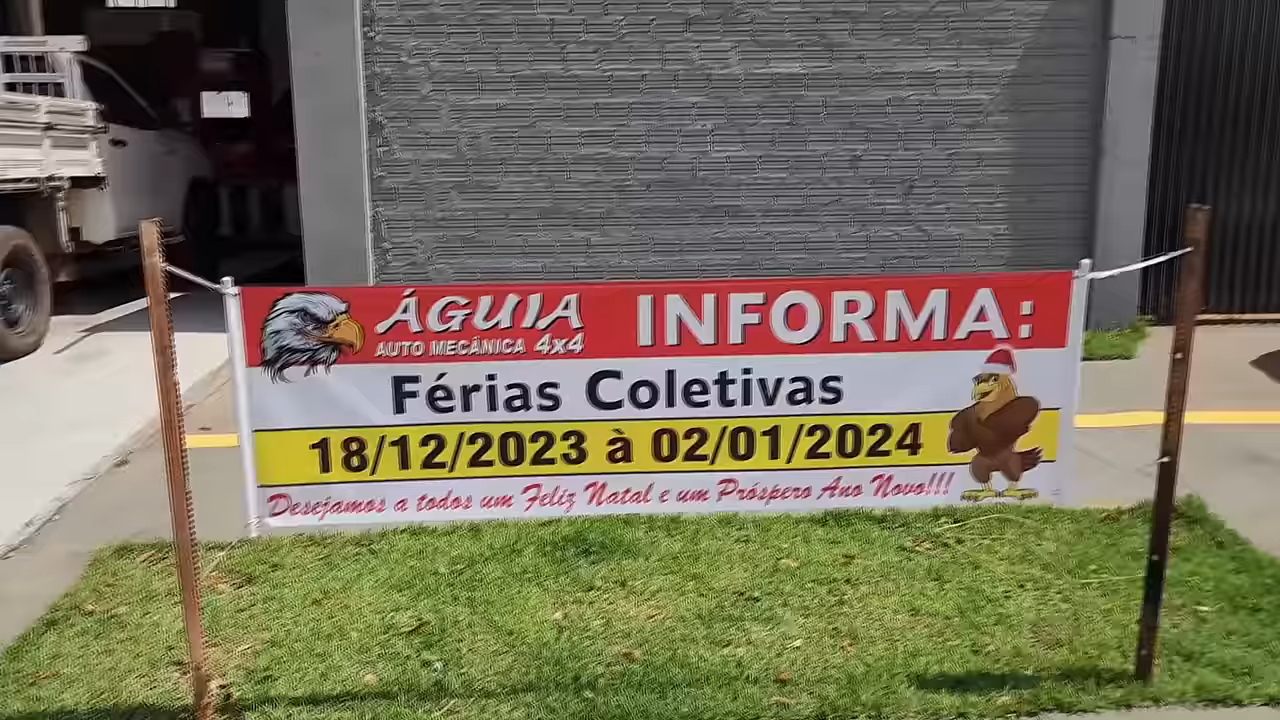 ÁGUIA
AUTO MECÂNICA 4x4
INFORMA:
Férias Coletivas
18/12/2023 à 02/01/2024
Desejamos a todos um Feliz Natal e um Próspero Ano Novo!!!